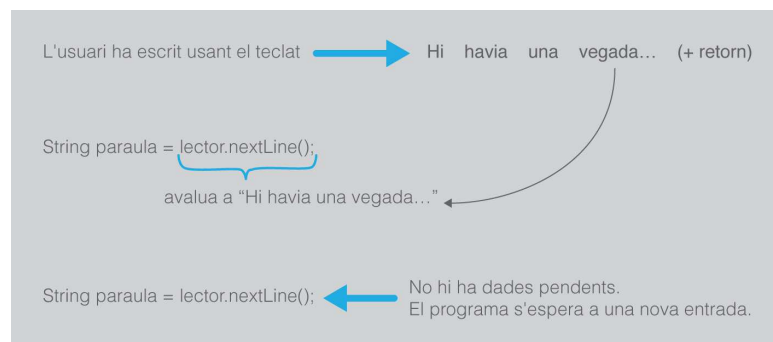 L'usuari ha escrit usant el teclat Hi havia una vegada... (+ retorn)
String paraula = lector.nextLine();
avalua a “Hi havia una vegada...”
String paraula = lector.nextLine();
No hi ha dades pendents.
El programa s'espera a una nova entrada.